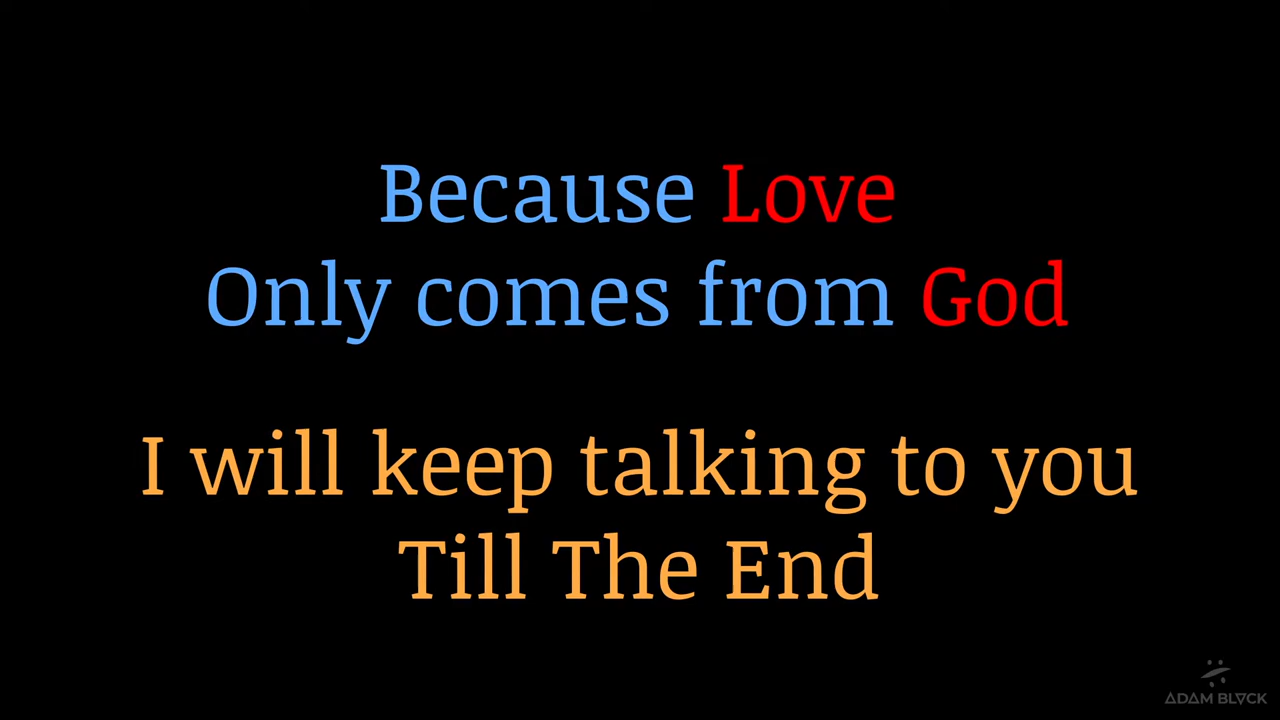 Because Love
Only comes from God
I will keep talking to you
Till The End
ADAM BLVCK